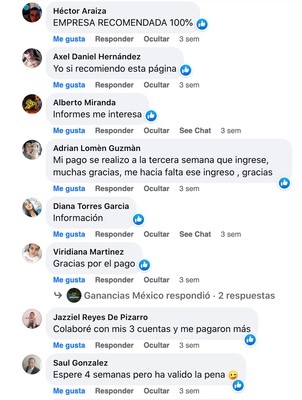 Héctor Araiza
EMPRESA RECOMENDADA 100%
Me gusta Responder Ocultar 3 sem
Axel Daniel Hernández
Yo si recomiendo esta página
Me gusta Responder Ocultar 3 sem
Alberto Miranda
Informes me interesa
Me gusta Responder Ocultar See Chat 3 sem
Adrian Lomèn Guzmàn
Mi pago se realizo a la tercera semana que ingrese,
muchas gracias, me hacia falta ese ingreso , gracias
Me gusta Responder Ocultar 3 sem
Diana Torres Garcia
Información
Me gusta Responder Ocultar See Chat 3 sem
Viridiana Martinez
Gracias por el pago
Me gusta Responder Ocultar 3 sem
Ganancias México respondió · 2 respuestas
Jazziel Reyes De Pizarro
Colaboré con mis 3 cuentas y me pagaron más
Me gusta Responder Ocultar 3 sem
Saul Gonzalez
Espere 4 semanas pero ha valido la pena 😉
Me gusta Responder Ocultar 3 sem